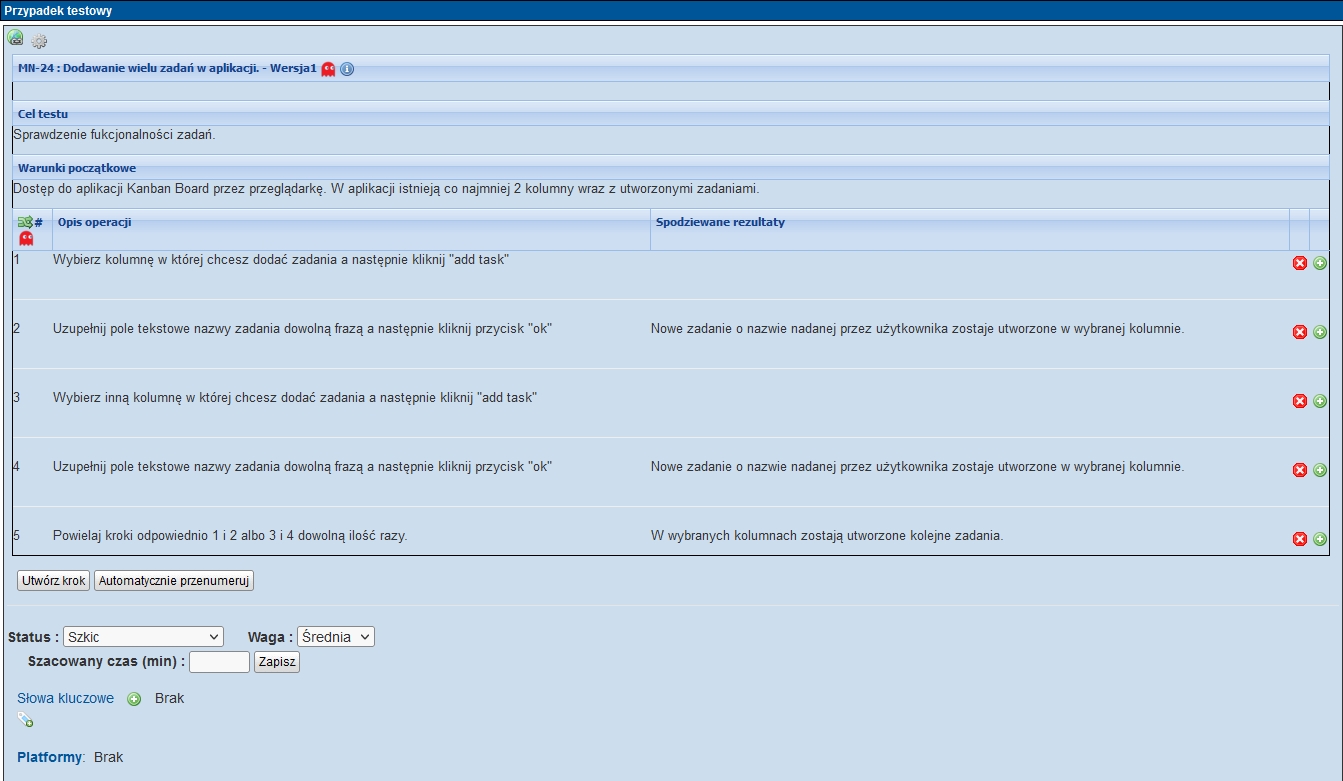 Przypadek testowy
MN-24 : Dodawanie wielu zadań w aplikacji. - Wersja1
Cel testu
Sprawdzenie fukcjonalności zadań.
Warunki początkowe
Dostęp do aplikacji Kanban Board przez przeglądarkę. W aplikacji istnieją co najmniej 2 kolumny wraz z utworzonymi zadaniami.
# Opis operacji Spodziewane rezultaty
1 Wybierz kolumnę w której chcesz dodać zadania a następnie kliknij "add task"
2 Uzupełnij pole tekstowe nazwy zadania dowolną frazą a następnie kliknij przycisk "ok" Nowe zadanie o nazwie nadanej przez użytkownika zostaje utworzone w wybranej kolumnie.
3 Wybierz inną kolumnę w której chcesz dodać zadania a następnie kliknij "add task"
4 Uzupełnij pole tekstowe nazwy zadania dowolną frazą a następnie kliknij przycisk "ok" Nowe zadanie o nazwie nadanej przez użytkownika zostaje utworzone w wybranej kolumnie.
5 Powielaj kroki odpowiednio 1 i 2 albo 3 i 4 dowolną ilość razy. W wybranych kolumnach zostają utworzone kolejne zadania.
Utwórz krok Automatycznie przenumeruj
Status : Szkic Waga : Średnia
Szacowany czas (min) : Zapisz
Słowa kluczowe Brak
Platformy: Brak